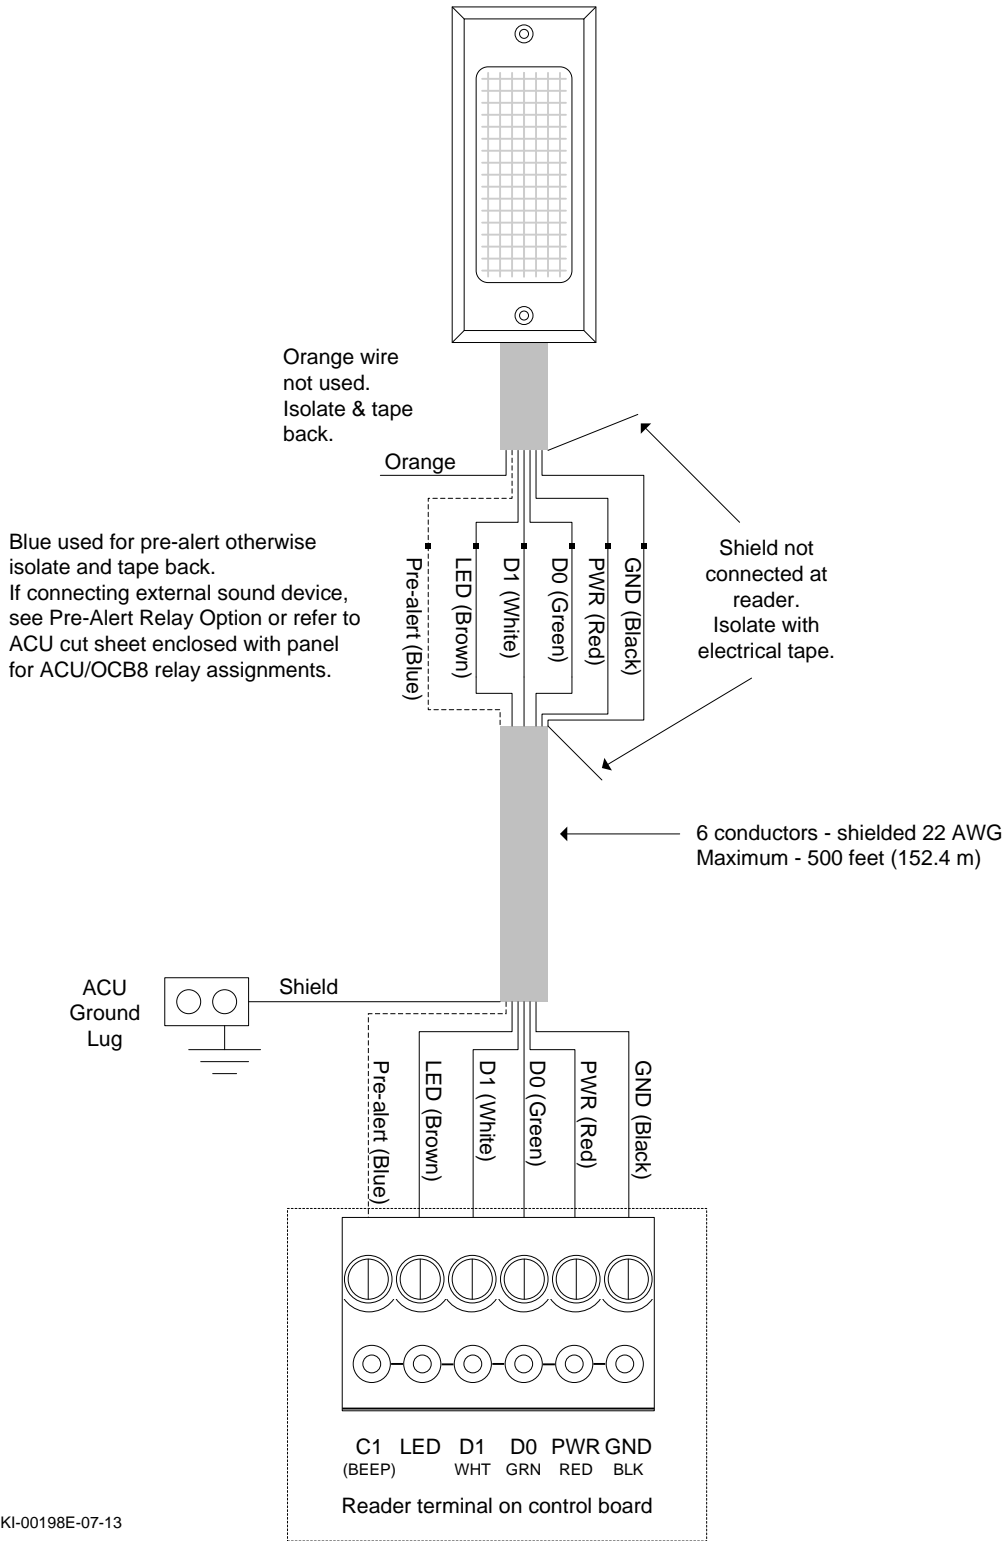 Orange wire
not used.
Isolate & tape
back.
Orange
Blue used for pre-alert otherwise
isolate and tape back.
If connecting external sound device,
see Pre-Alert Relay Option or refer to
ACU cut sheet enclosed with panel
for ACU/OCB8 relay assignments.
Pre-alert (Blue)
LED (Brown)
D1 (White)
D0 (Green)
PWR (Red)
GND (Black)
Shield not
connected at
reader.
Isolate with
electrical tape.
6 conductors - shielded 22 AWG
Maximum - 500 feet (152.4 m)
ACU
Ground
Lug
Shield
Pre-alert (Blue)
LED (Brown)
D1 (White)
D0 (Green)
PWR (Red)
GND (Black)
C1 LED D1 D0 PWR GND
(BEEP) WHT GRN RED BLK
Reader terminal on control board
KI-00198E-07-13